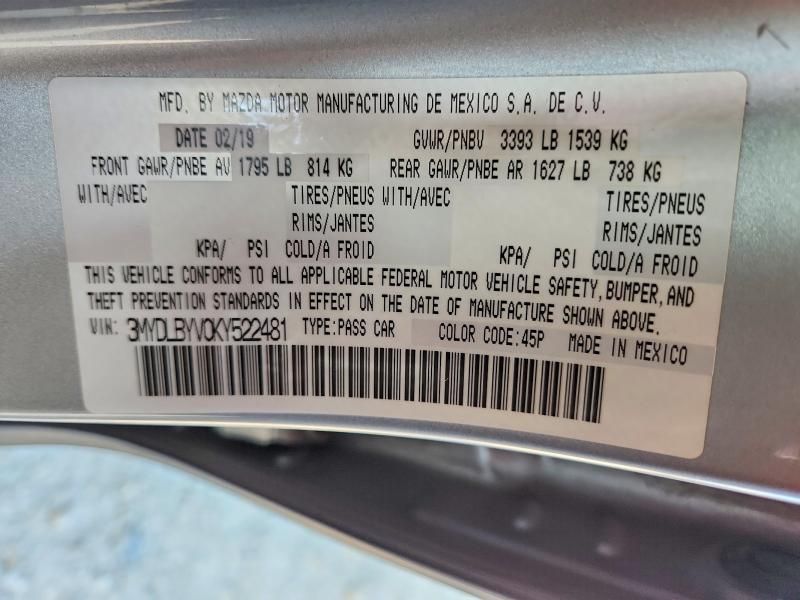 MFD. BY MAZDA MOTOR MANUFACTURING DE MEXICO S.A. DE C.V.
DATE 02/19 GVWR/PNBV 3393 LB 1539 KG
FRONT GAWR/PNBE AV 1795 LB 814 KG REAR GAWR/PNBE AR 1627 LB 738 KG
WITH/AVEC TIRES/PNEUS WITH/AVEC TIRES/PNEUS
RIMS/JANTES RIMS/JANTES
KPA/ PSI COLD/A FROID KPA/ PSI COLD/A FROID
THIS VEHICLE CONFORMS TO ALL APPLICABLE FEDERAL MOTOR VEHICLE SAFETY, BUMPER, AND
THEFT PREVENTION STANDARDS IN EFFECT ON THE DATE OF MANUFACTURE SHOWN ABOVE.
VIN: 3MYDLBYV0KY522481 TYPE:PASS CAR COLOR CODE:45P MADE IN MEXICO